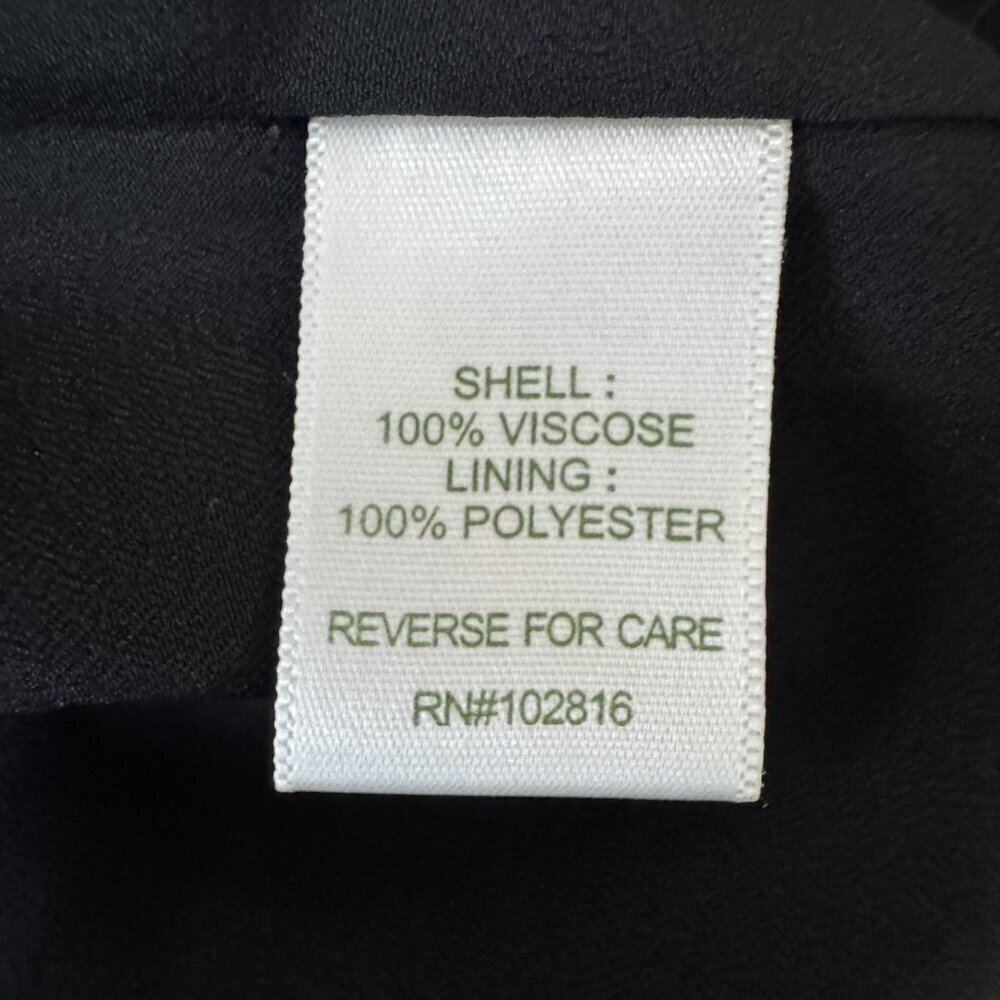 SHELL :
100% VISCOSE
LINING :
100% POLYESTER
REVERSE FOR CARE
RN#102816